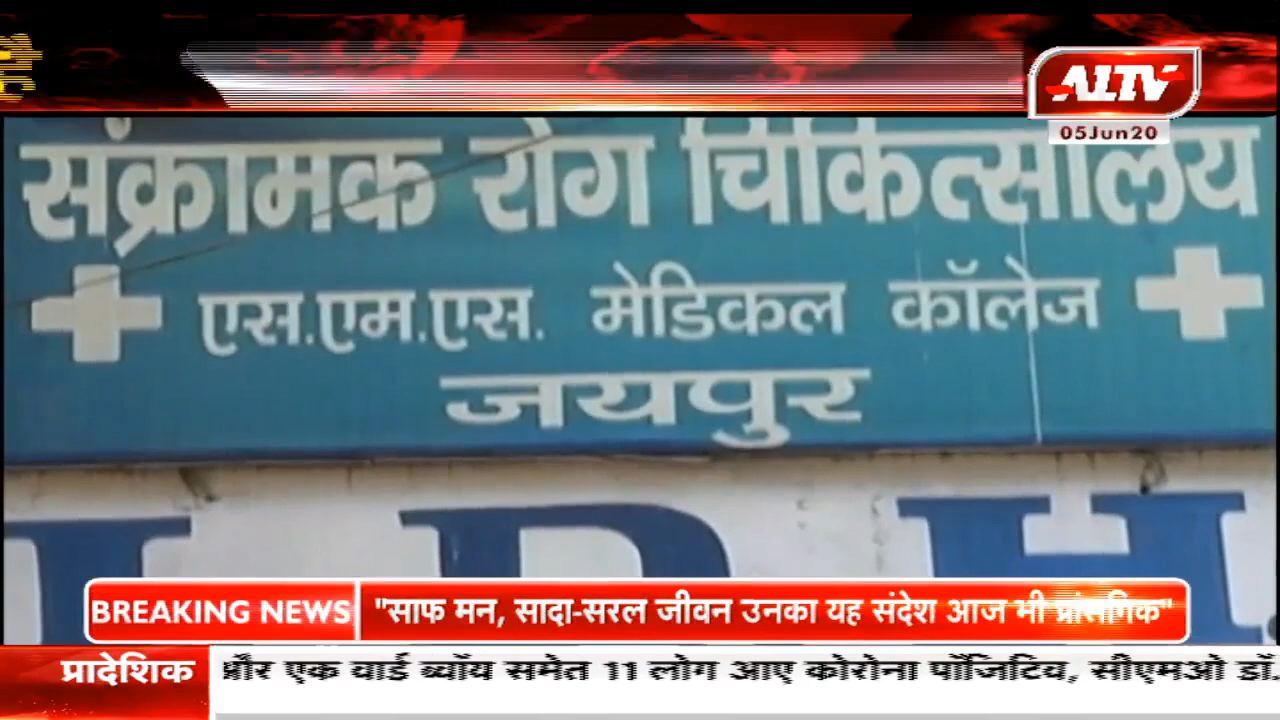 ALTV
05Jun20
संक्रामक रोग चिकित्सालय
एस.एम.एस. मेडिकल कॉलेज
जयपुर
BREAKING NEWS "साफ मन, सादा-सरल जीवन उनका यह संदेश आज भी प्रांसगिक"
प्रादेशिक और एक वार्ड ब्यॉय समेत 11 लोग आए कोरोना पॉजिटिव, सीएमओ डॉ.